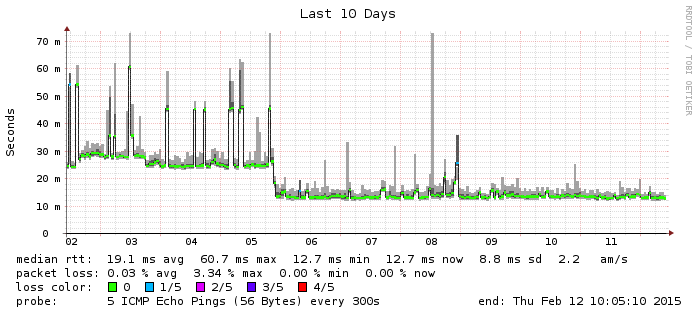 Last 10 Days
RRDTOOL / TOBI OETIKER
Seconds
70 m
60 m
50 m
40 m
30 m
20 m
10 m
0
02 03 04 05 06 07 08 09 10 11
median rtt: 19.1 ms avg 60.7 ms max 12.7 ms min 12.7 ms now 8.8 ms sd 2.2 am/s
packet loss: 0.03 % avg 3.34 % max 0.00 % min 0.00 % now
loss color: 0 1/5 2/5 3/5 4/5
probe: 5 ICMP Echo Pings (56 Bytes) every 300s end: Thu Feb 12 10:05:10 2015